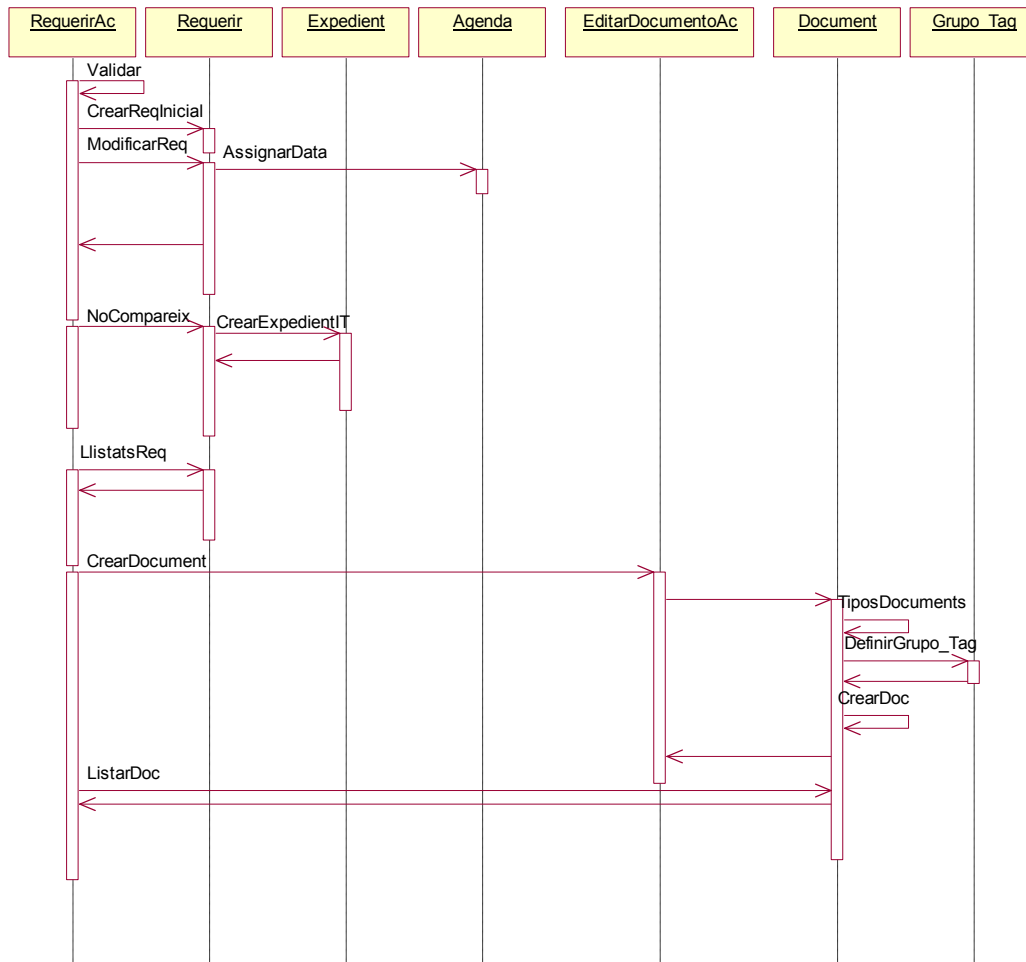 RequerirAc
Requerir
Expedient
Agenda
EditarDocumentoAc
Document
Grupo_Tag
Validar
CrearReqInicial
ModificarReq
AssignarData
NoCompareix
CrearExpedientIT
LlistatsReq
CrearDocument
TiposDocuments
DefinirGrupo_Tag
CrearDoc
ListarDoc